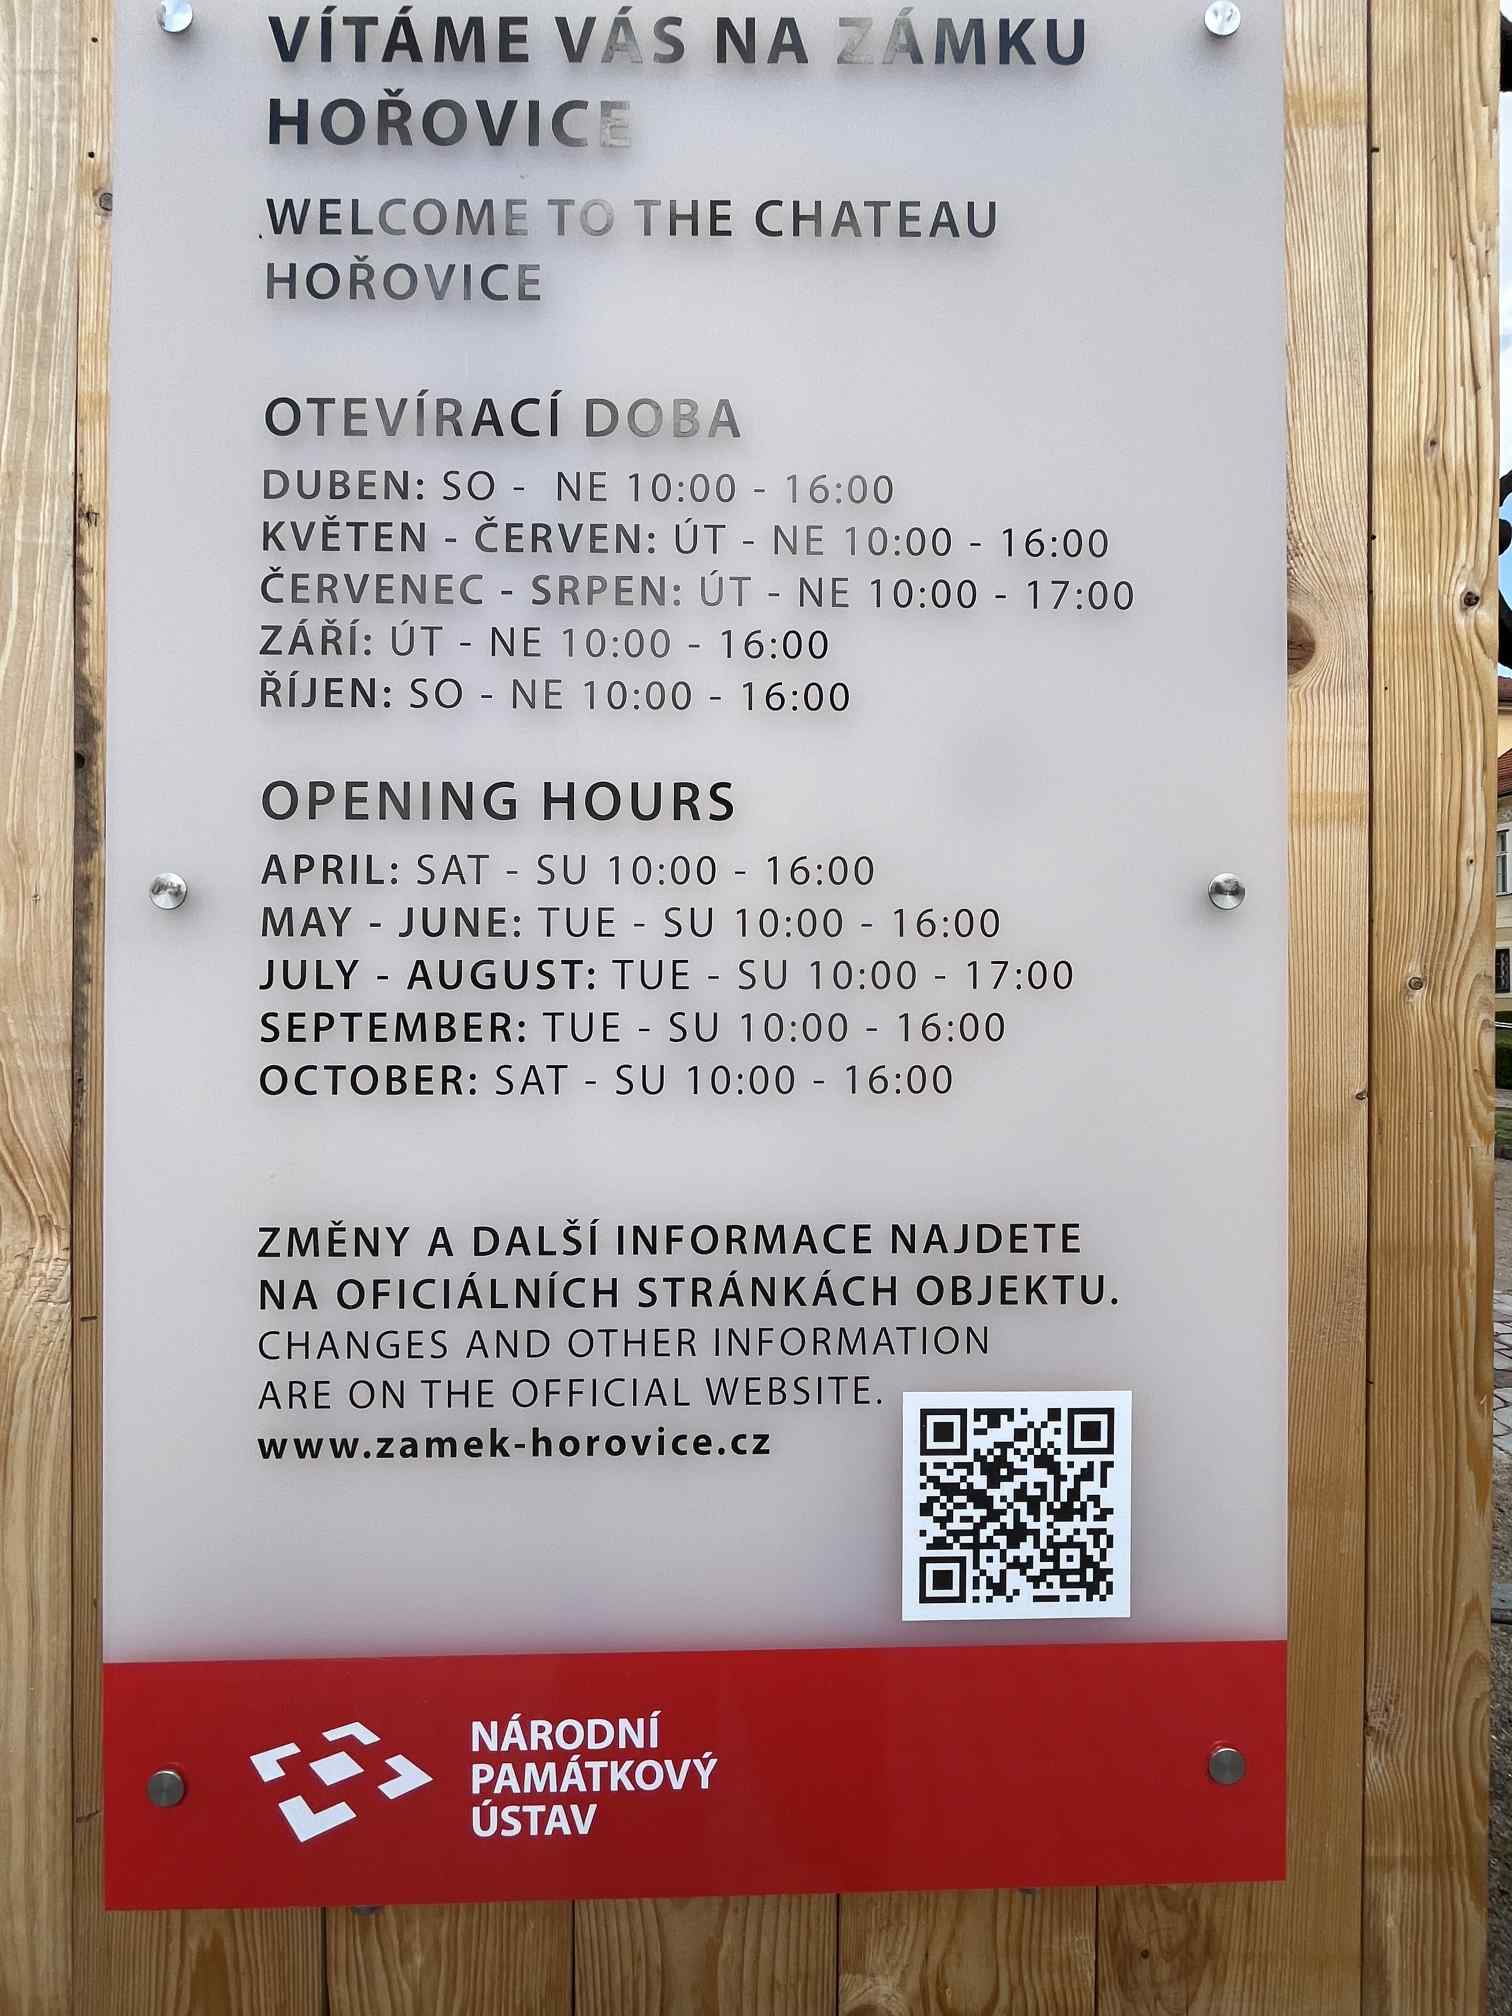 VÍTÁME VÁS NA ZÁMKU
HOŘOVICE
WELCOME TO THE CHATEAU
HOŘOVICE
OTEVÍRACÍ DOBA
DUBEN: SO - NE 10:00 - 16:00
KVĚTEN - ČERVEN: ÚT - NE 10:00 - 16:00
ČERVENEC - SRPEN: ÚT - NE 10:00 - 17:00
ZÁŘÍ: ÚT - NE 10:00 - 16:00
ŘÍJEN: SO - NE 10:00 - 16:00
OPENING HOURS
APRIL: SAT - SU 10:00 - 16:00
MAY - JUNE: TUE - SU 10:00 - 16:00
JULY - AUGUST: TUE - SU 10:00 - 17:00
SEPTEMBER: TUE - SU 10:00 - 16:00
OCTOBER: SAT - SU 10:00 - 16:00
ZMĚNY A DALŠÍ INFORMACE NAJDETE
NA OFICIÁLNÍCH STRÁNKÁCH OBJEKTU.
CHANGES AND OTHER INFORMATION
ARE ON THE OFFICIAL WEBSITE.
www.zamek-horovice.cz
NÁRODNÍ
PAMÁTKOVÝ
ÚSTAV